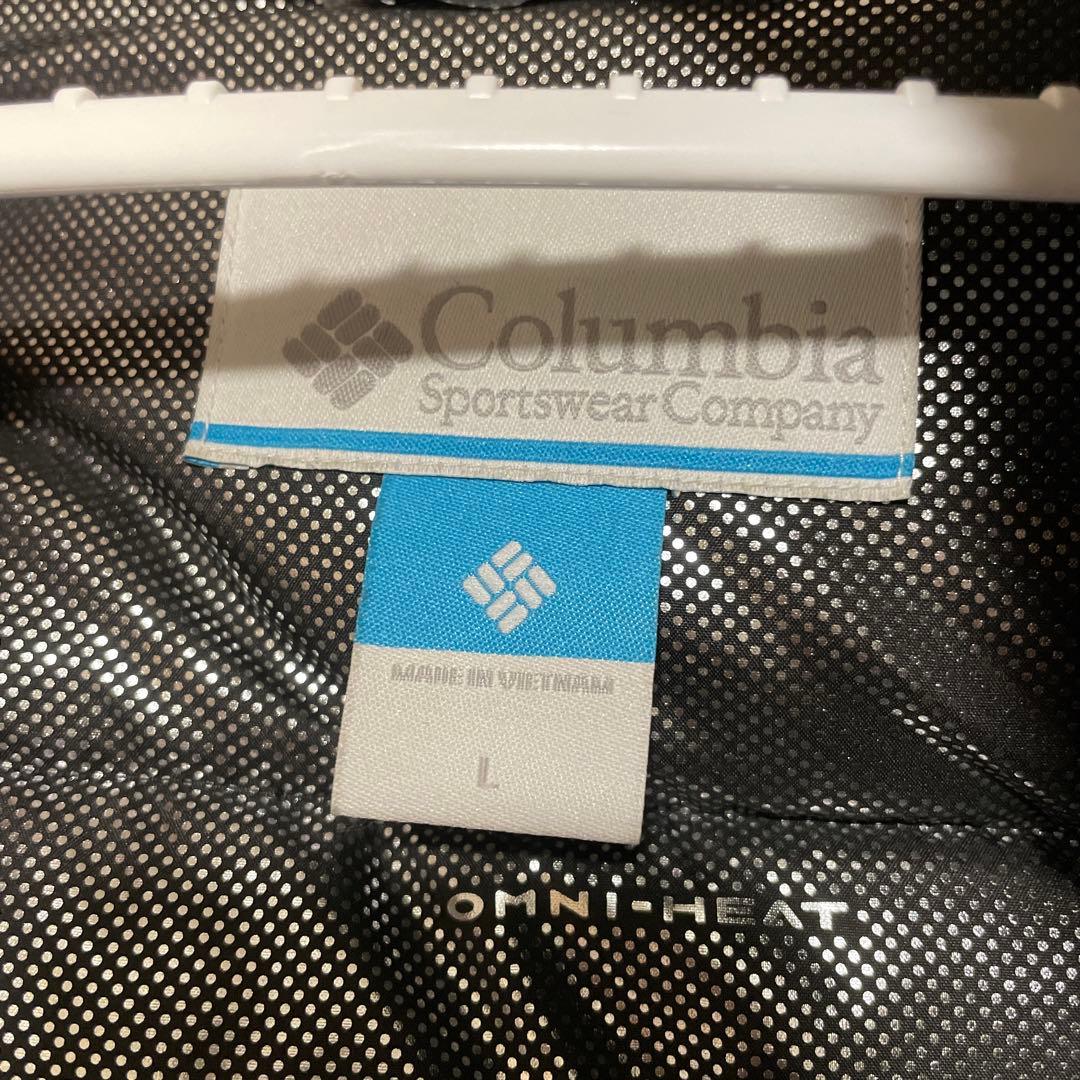 Columbia
Sportswear Company
MADE IN VIETNAM
L
OMNI-HEAT